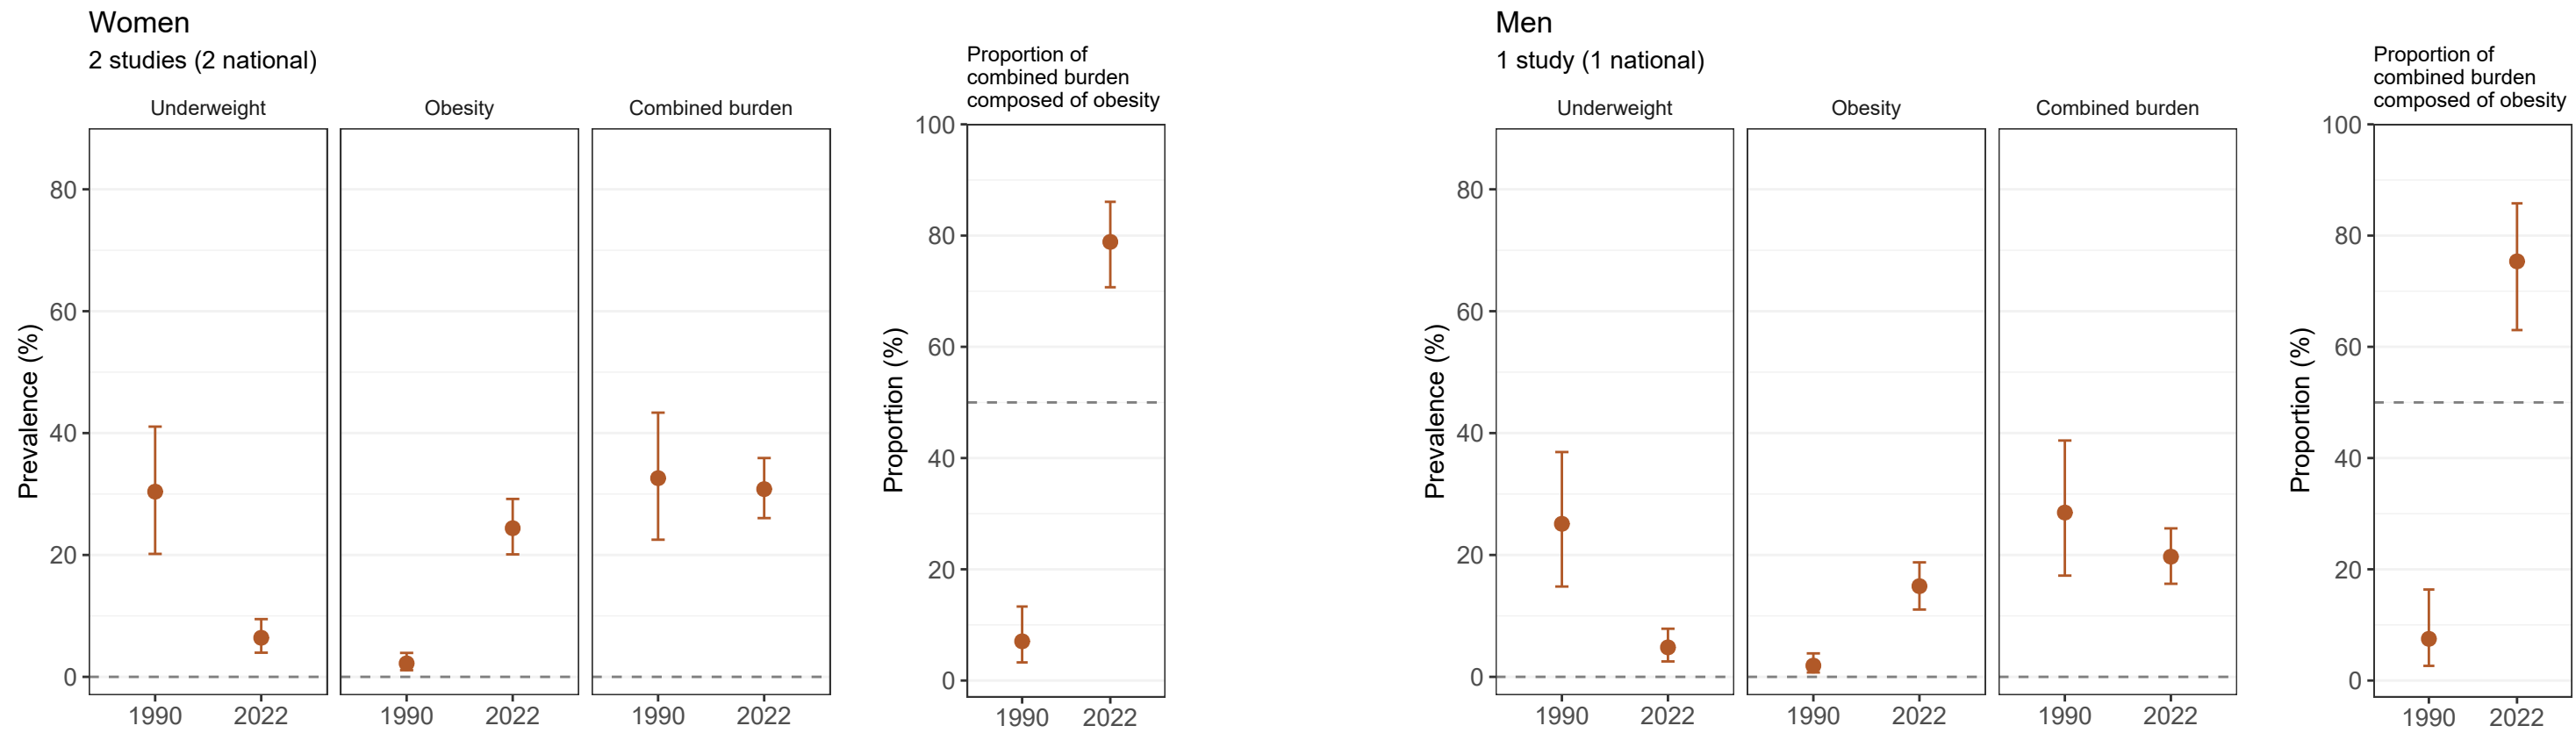 Women
2 studies (2 national)
Underweight
Obesity
Combined burden
Prevalence (%)
80
60
40
20
0
1990
2022
1990
2022
1990
2022
Proportion of
combined burden
composed of obesity
Proportion (%)
100
80
60
40
20
0
1990
2022
Men
1 study (1 national)
Underweight
Obesity
Combined burden
Prevalence (%)
80
60
40
20
0
1990
2022
1990
2022
1990
2022
Proportion of
combined burden
composed of obesity
Proportion (%)
100
80
60
40
20
0
1990
2022